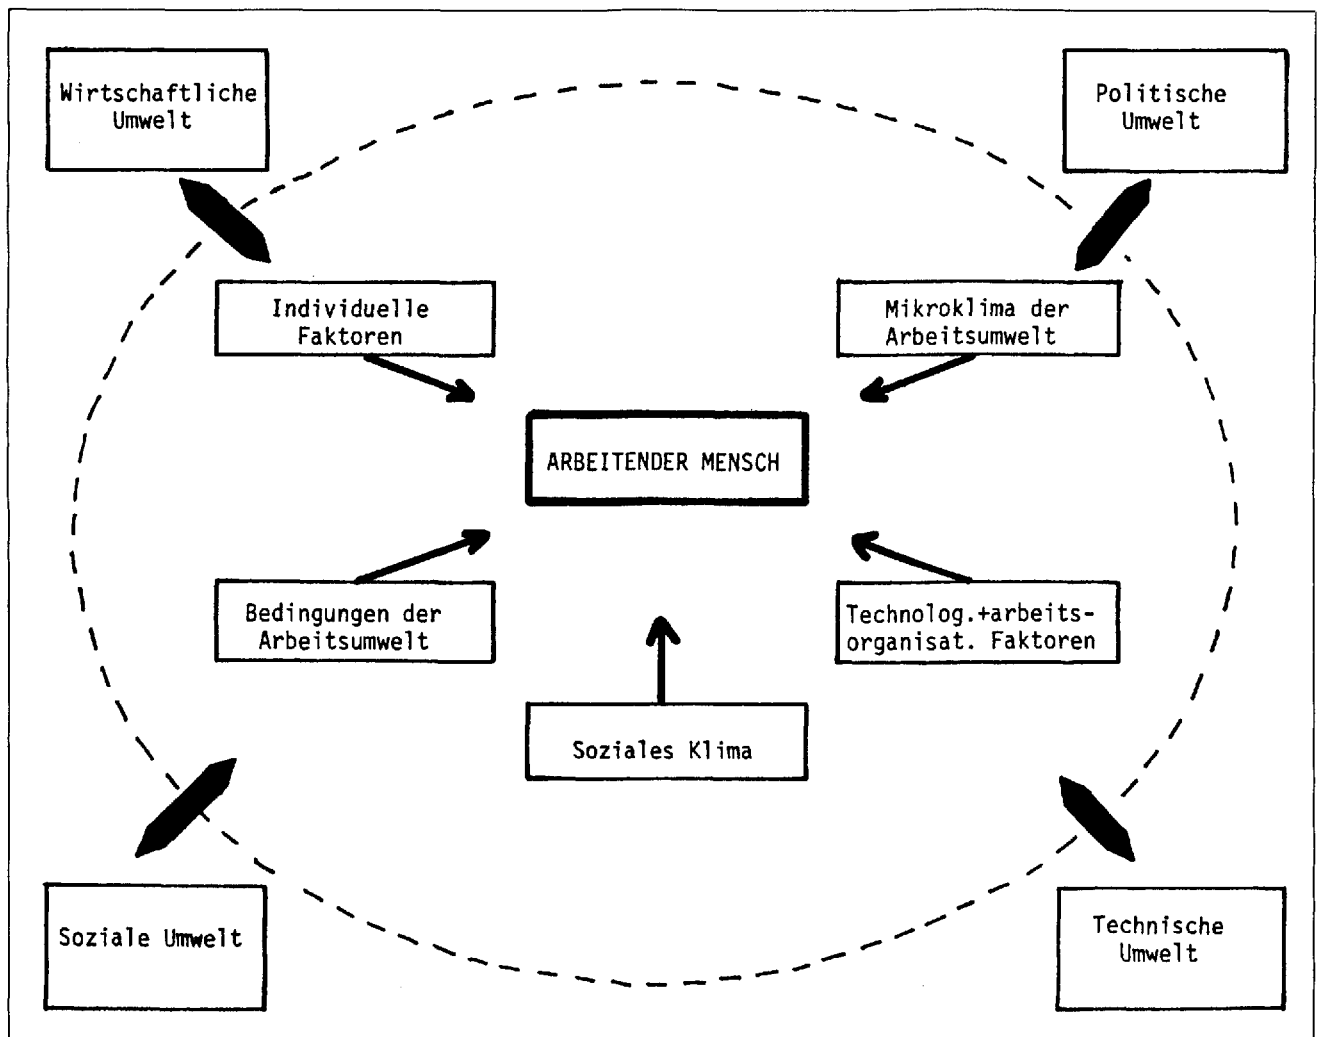 Wirtschaftliche
Umwelt
Politische
Umwelt
Individuelle
Faktoren
Mikroklima der
Arbeitsumwelt
ARBEITENDER MENSCH
Bedingungen der
Arbeitsumwelt
Technolog.+arbeits-
organisat. Faktoren
Soziales Klima
Soziale Umwelt
Technische
Umwelt